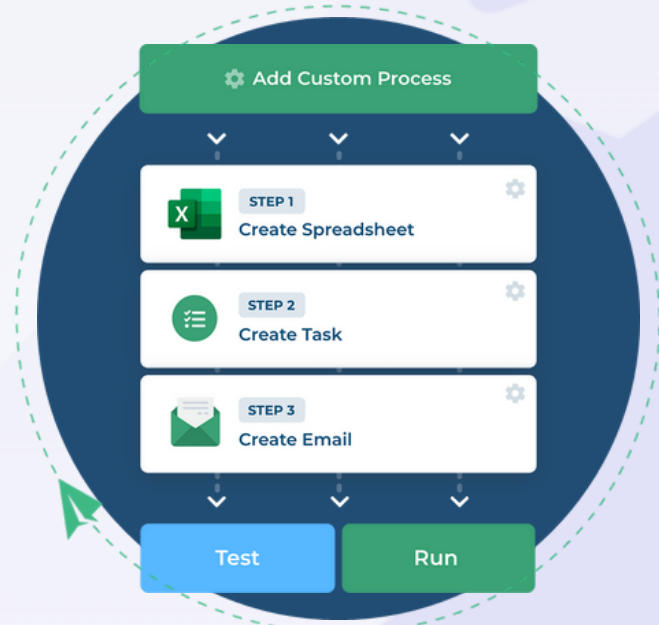 Add Custom Process
STEP 1
X
Create Spreadsheet
STEP 2
Create Task
STEP 3
Create Email
Test
Run